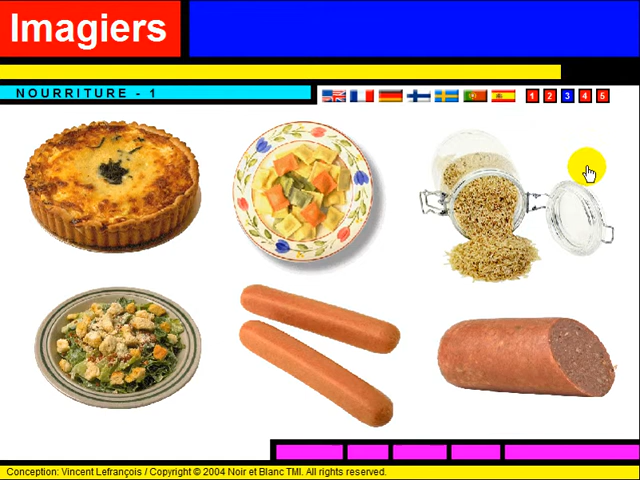 Imagiers
NOURRITURE - 1
1 2 3 4 5
Conception: Vincent Lefrançois / Copyright © 2004 Noir et Blanc TMI. All rights reserved.